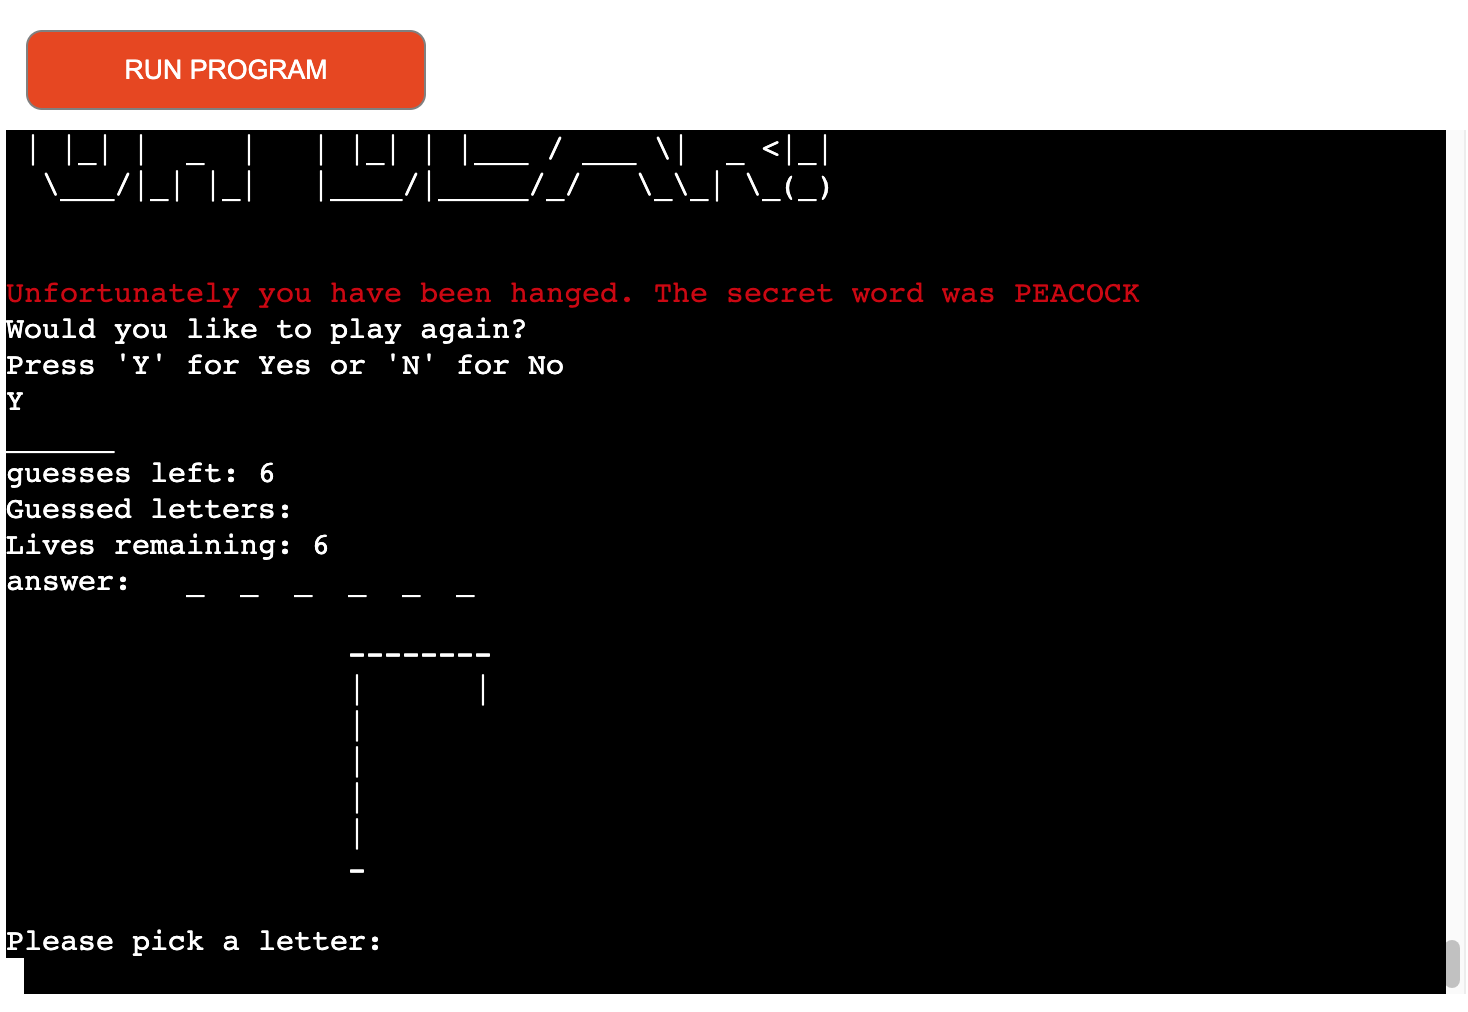 RUN PROGRAM
| |_| |  _  |   | |_| | |___ / ___ \|  _ <|_|
 \___/|_| |_|   |____/|_____/_/   \_\_| \_(_)
Unfortunately you have been hanged. The secret word was PEACOCK
Would you like to play again?
Press 'Y' for Yes or 'N' for No
Y
______
guesses left: 6
Guessed letters:
Lives remaining: 6
answer:   _  _  _  _  _  _
Please pick a letter: